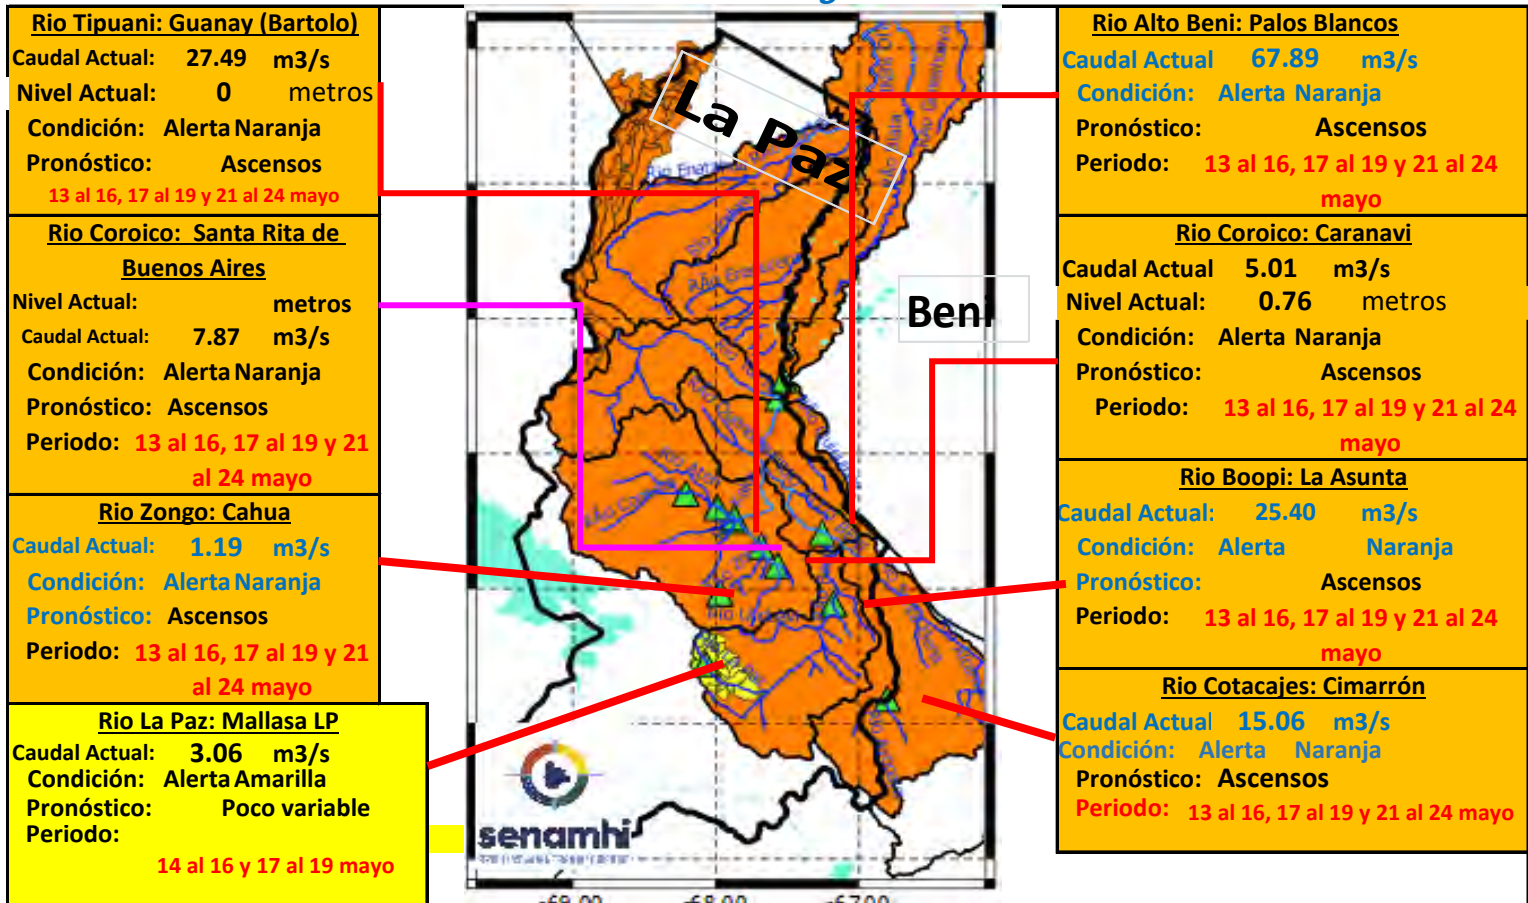 Rio Tipuani: Guanay (Bartolo)
Caudal Actual: 27.49 m3/s
Nivel Actual: 0 metros
Condición: Alerta Naranja
Pronóstico: Ascensos
13 al 16, 17 al 19 y 21 al 24 mayo
Rio Coroico: Santa Rita de
Buenos Aires
Nivel Actual: metros
Caudal Actual: 7.87 m3/s
Condición: Alerta Naranja
Pronóstico: Ascensos
Periodo: 13 al 16, 17 al 19 y 21
al 24 mayo
Rio Zongo: Cahua
Caudal Actual: 1.19 m3/s
Condición: Alerta Naranja
Pronóstico: Ascensos
Periodo: 13 al 16, 17 al 19 y 21
al 24 mayo
Rio La Paz: Mallasa LP
Caudal Actual: 3.06 m3/s
Condición: Alerta Amarilla
Pronóstico: Poco variable
Periodo:
14 al 16 y 17 al 19 mayo
La Paz
Beni
senamhi
-69.00 -68.00 -67.00
Rio Alto Beni: Palos Blancos
Caudal Actual 67.89 m3/s
Condición: Alerta Naranja
Pronóstico: Ascensos
Periodo: 13 al 16, 17 al 19 y 21 al 24
mayo
Rio Coroico: Caranavi
Caudal Actual 5.01 m3/s
Nivel Actual: 0.76 metros
Condición: Alerta Naranja
Pronóstico: Ascensos
Periodo: 13 al 16, 17 al 19 y 21 al 24
mayo
Rio Boopi: La Asunta
Caudal Actual: 25.40 m3/s
Condición: Alerta Naranja
Pronóstico: Ascensos
Periodo: 13 al 16, 17 al 19 y 21 al 24
mayo
Rio Cotacajes: Cimarrón
Caudal Actual 15.06 m3/s
Condición: Alerta Naranja
Pronóstico: Ascensos
Periodo: 13 al 16, 17 al 19 y 21 al 24 mayo